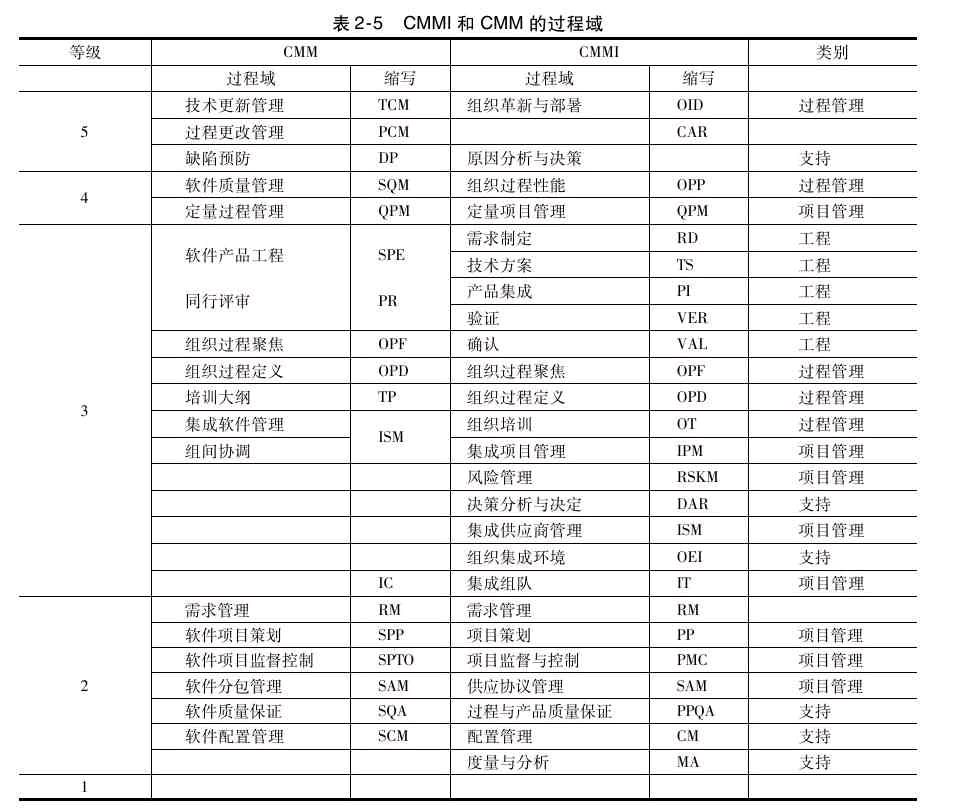 表 2-5 CMMI 和 CMM 的过程域
等级 CMM CMMI 类别
过程域 缩写 过程域 缩写
技术更新管理 TCM 组织革新与部署 OID 过程管理
5 过程更改管理 PCM CAR
缺陷预防 DP 原因分析与决策 支持
4
软件质量管理 SQM 组织过程性能 OPP 过程管理
定量过程管理 QPM 定量项目管理 QPM 项目管理
需求制定 RD 工程
软件产品工程 SPE
技术方案 TS 工程
产品集成 PI 工程
同行评审 PR
验证 VER 工程
组织过程聚焦 OPF 确认 VAL 工程
组织过程定义 OPD 组织过程聚焦 OPF 过程管理
培训大纲 TP 组织过程定义 OPD 过程管理
3
集成软件管理 组织培训 OT 过程管理
ISM
组间协调 集成项目管理 IPM 项目管理
风险管理 RSKM 项目管理
决策分析与决定 DAR 支持
集成供应商管理 ISM 项目管理
组织集成环境 OEI 支持
IC 集成组队 IT 项目管理
需求管理 RM 需求管理 RM
软件项目策划 SPP 项目策划 PP 项目管理
软件项目监督控制 SPTO 项目监督与控制 PMC 项目管理
2 软件分包管理 SAM 供应协议管理 SAM 项目管理
软件质量保证 SQA 过程与产品质量保证 PPQA 支持
软件配置管理 SCM 配置管理 CM 支持
度量与分析 MA 支持
1